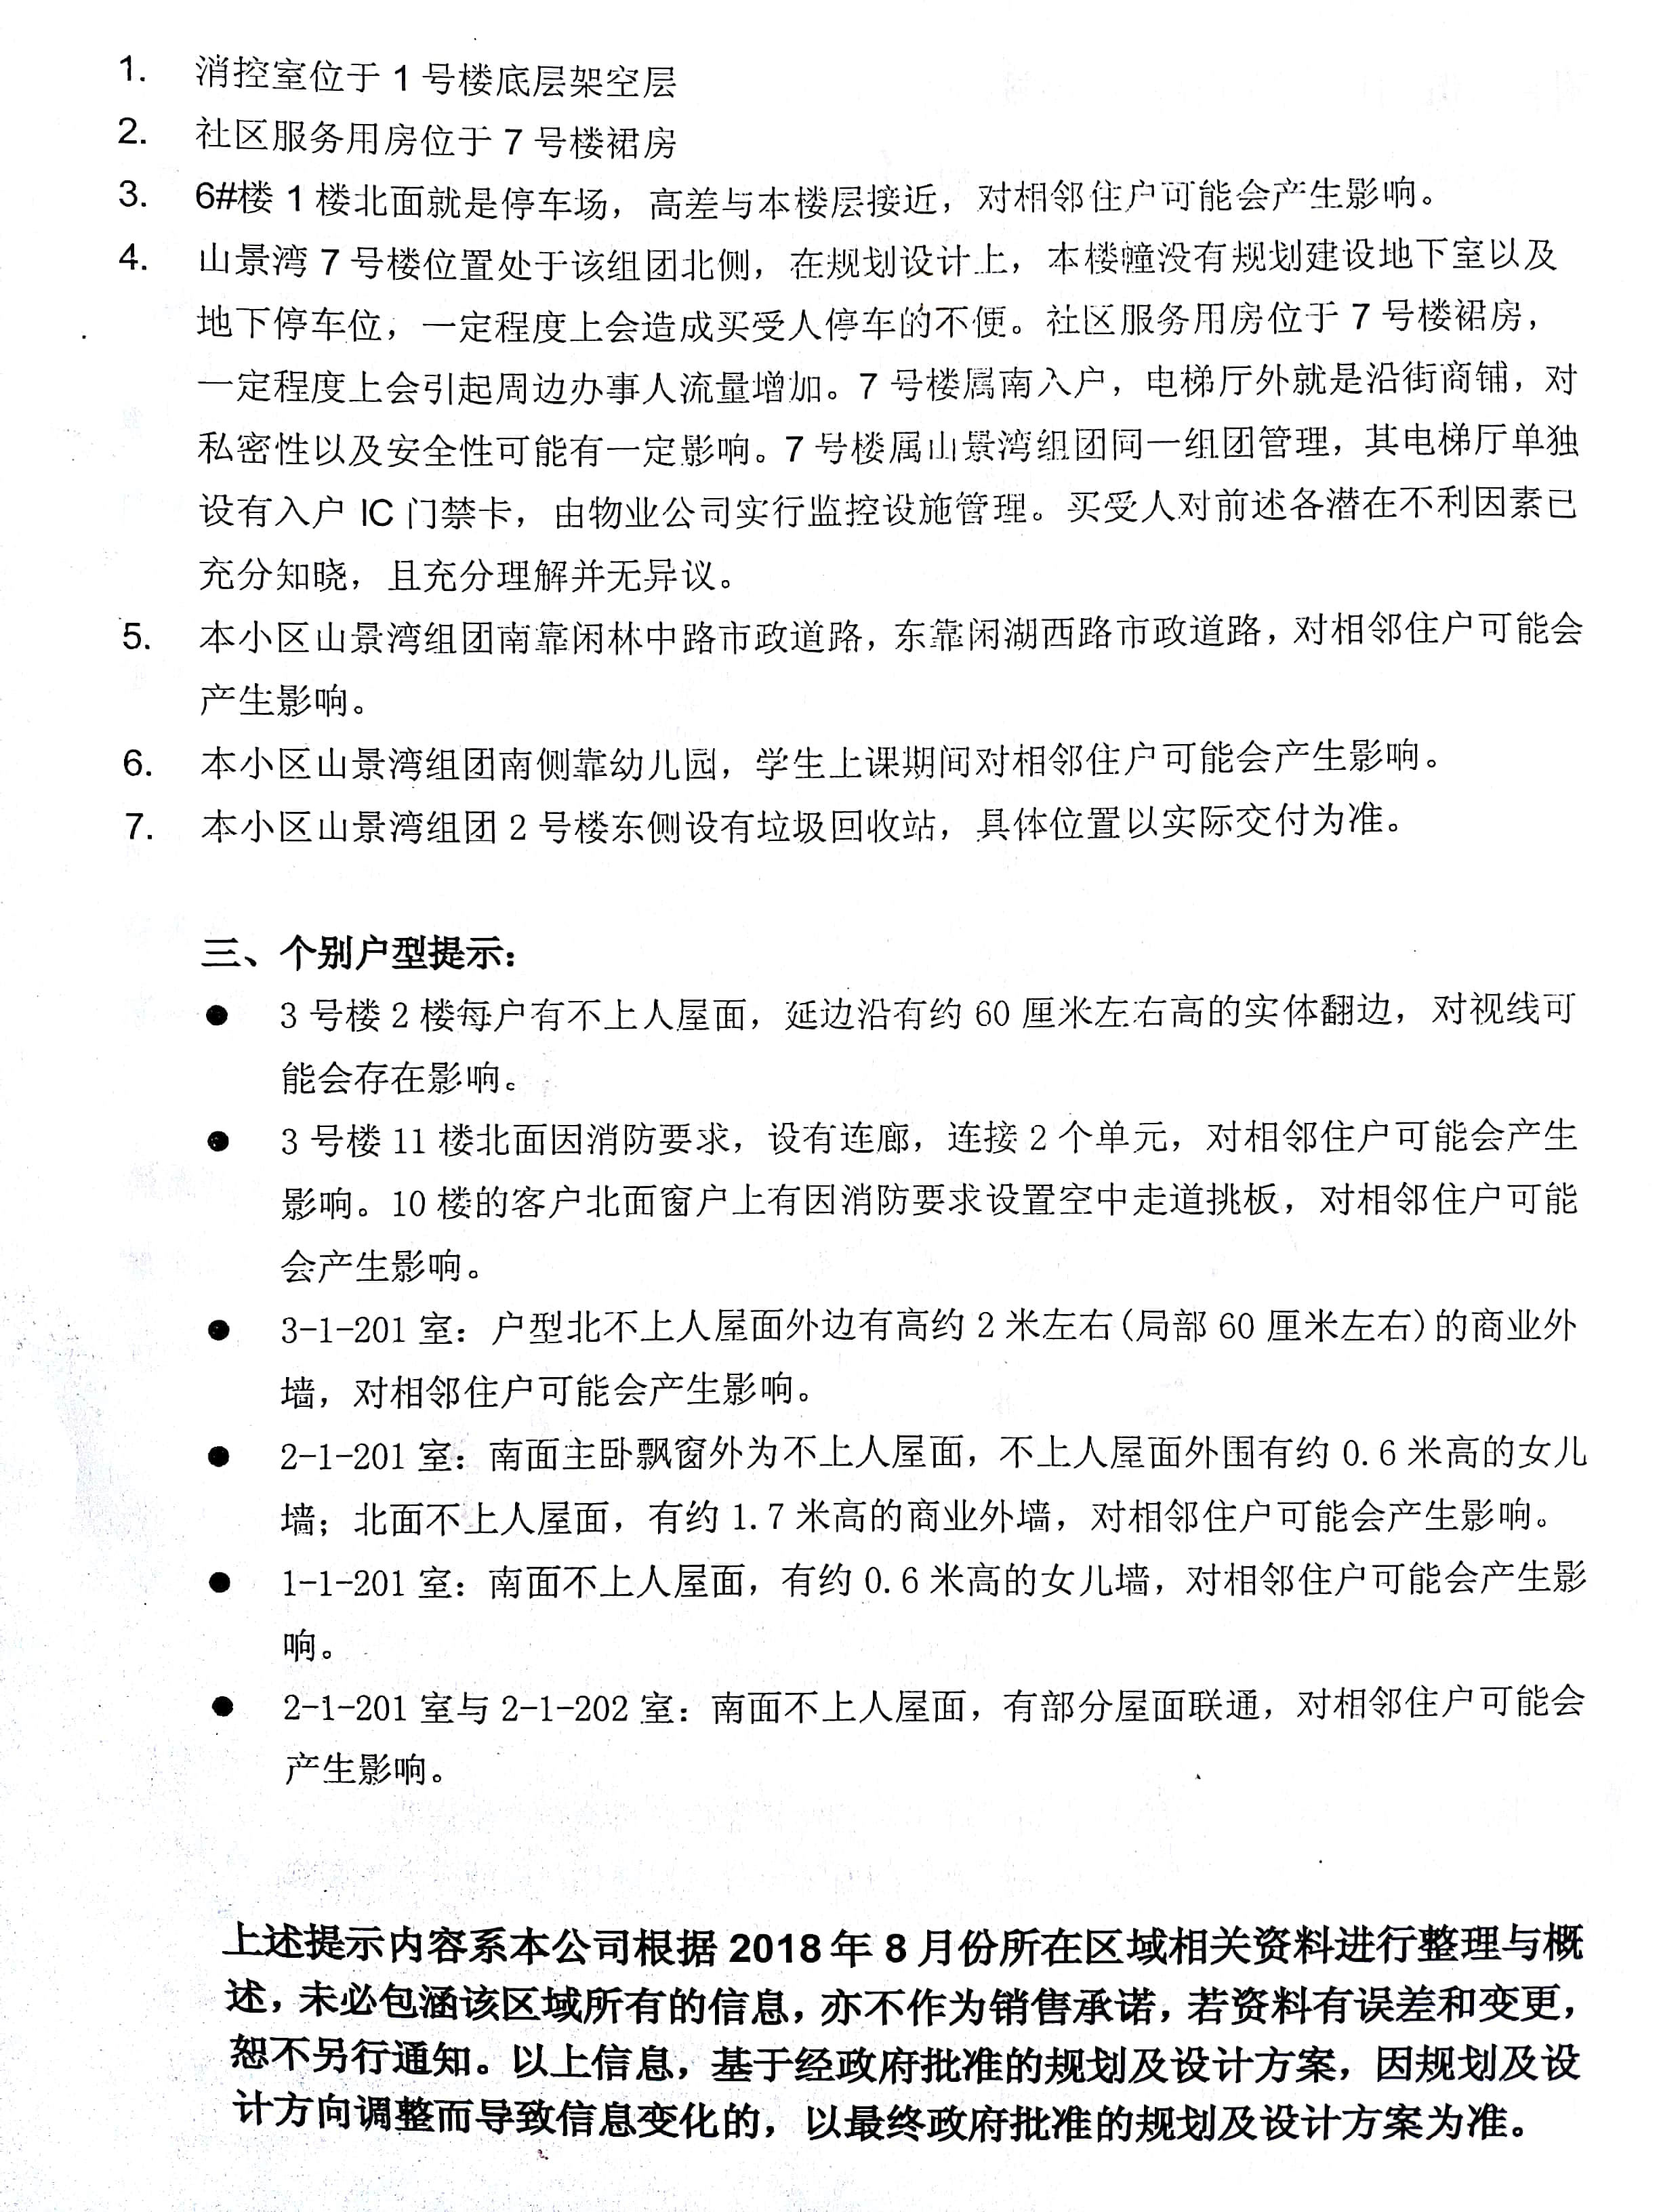 1. 消控室位于 1 号楼底层架空层
2. 社区服务用房位于 7 号楼裙房
3. 6#楼 1 楼北面就是停车场，高差与本楼层接近，对相邻住户可能会产生影响。
4. 山景湾 7 号楼位置处于该组团北侧，在规划设计上，本楼幢没有规划建设地下室以及
地下停车位，一定程度上会造成买受人停车的不便。社区服务用房位于 7 号楼裙房，
一定程度上会引起周边办事人流量增加。7 号楼属南入户，电梯厅外就是沿街商铺，对
私密性以及安全性可能有一定影响。7 号楼属山景湾组团同一组团管理，其电梯厅单独
设有入户 IC 门禁卡，由物业公司实行监控设施管理。买受人对前述各潜在不利因素已
充分知晓，且充分理解并无异议。
5. 本小区山景湾组团南靠闲林中路市政道路，东靠闲湖西路市政道路，对相邻住户可能会
产生影响。
6. 本小区山景湾组团南侧靠幼儿园，学生上课期间对相邻住户可能会产生影响。
7. 本小区山景湾组团 2 号楼东侧设有垃圾回收站，具体位置以实际交付为准。
三、个别户型提示：
● 3 号楼 2 楼每户有不上人屋面，延边沿有约 60 厘米左右高的实体翻边，对视线可
能会存在影响。
● 3 号楼 11 楼北面因消防要求，设有连廊，连接 2 个单元，对相邻住户可能会产生
影响。10 楼的客户北面窗户上有因消防要求设置空中走道挑板，对相邻住户可能
会产生影响。
● 3-1-201 室：户型北不上人屋面外边有高约 2 米左右(局部 60 厘米左右)的商业外
墙，对相邻住户可能会产生影响。
● 2-1-201 室：南面主卧飘窗外为不上人屋面，不上人屋面外围有约 0.6 米高的女儿
墙；北面不上人屋面，有约 1.7 米高的商业外墙，对相邻住户可能会产生影响。
● 1-1-201 室：南面不上人屋面，有约 0.6 米高的女儿墙，对相邻住户可能会产生影
响。
● 2-1-201 室与 2-1-202 室：南面不上人屋面，有部分屋面联通，对相邻住户可能会
产生影响。
上述提示内容系本公司根据 2018 年 8 月份所在区域相关资料进行整理与概
述，未必包涵该区域所有的信息，亦不作为销售承诺，若资料有误差和变更，
恕不另行通知。以上信息，基于经政府批准的规划及设计方案，因规划及设
计方向调整而导致信息变化的，以最终政府批准的规划及设计方案为准。